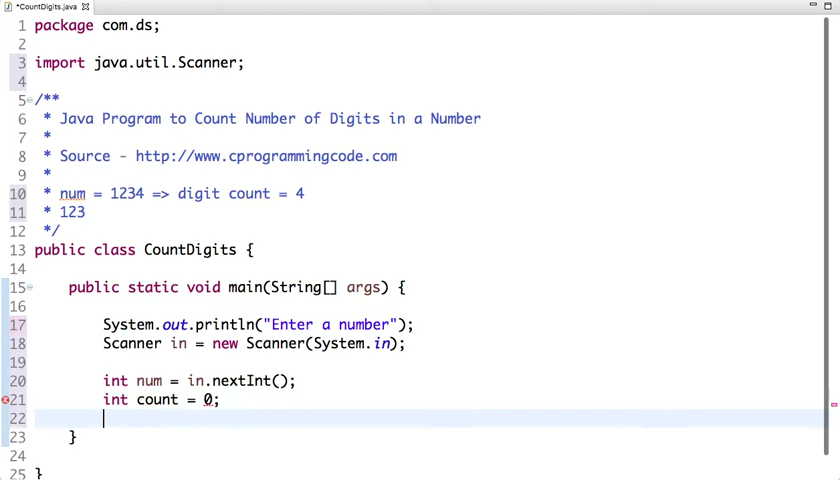 *CountDigits.java
1 package com.ds;
2
3 import java.util.Scanner;
4
5 /**
6 * Java Program to Count Number of Digits in a Number
7 *
8 * Source - http://www.cprogrammingcode.com
9 *
10 * num = 1234 => digit count = 4
11 * 123
12 */
13 public class CountDigits {
14
15 public static void main(String[] args) {
16
17 System.out.println("Enter a number");
18 Scanner in = new Scanner(System.in);
19
20 int num = in.nextInt();
21 int count = 0;
22
23 }
24
25 }